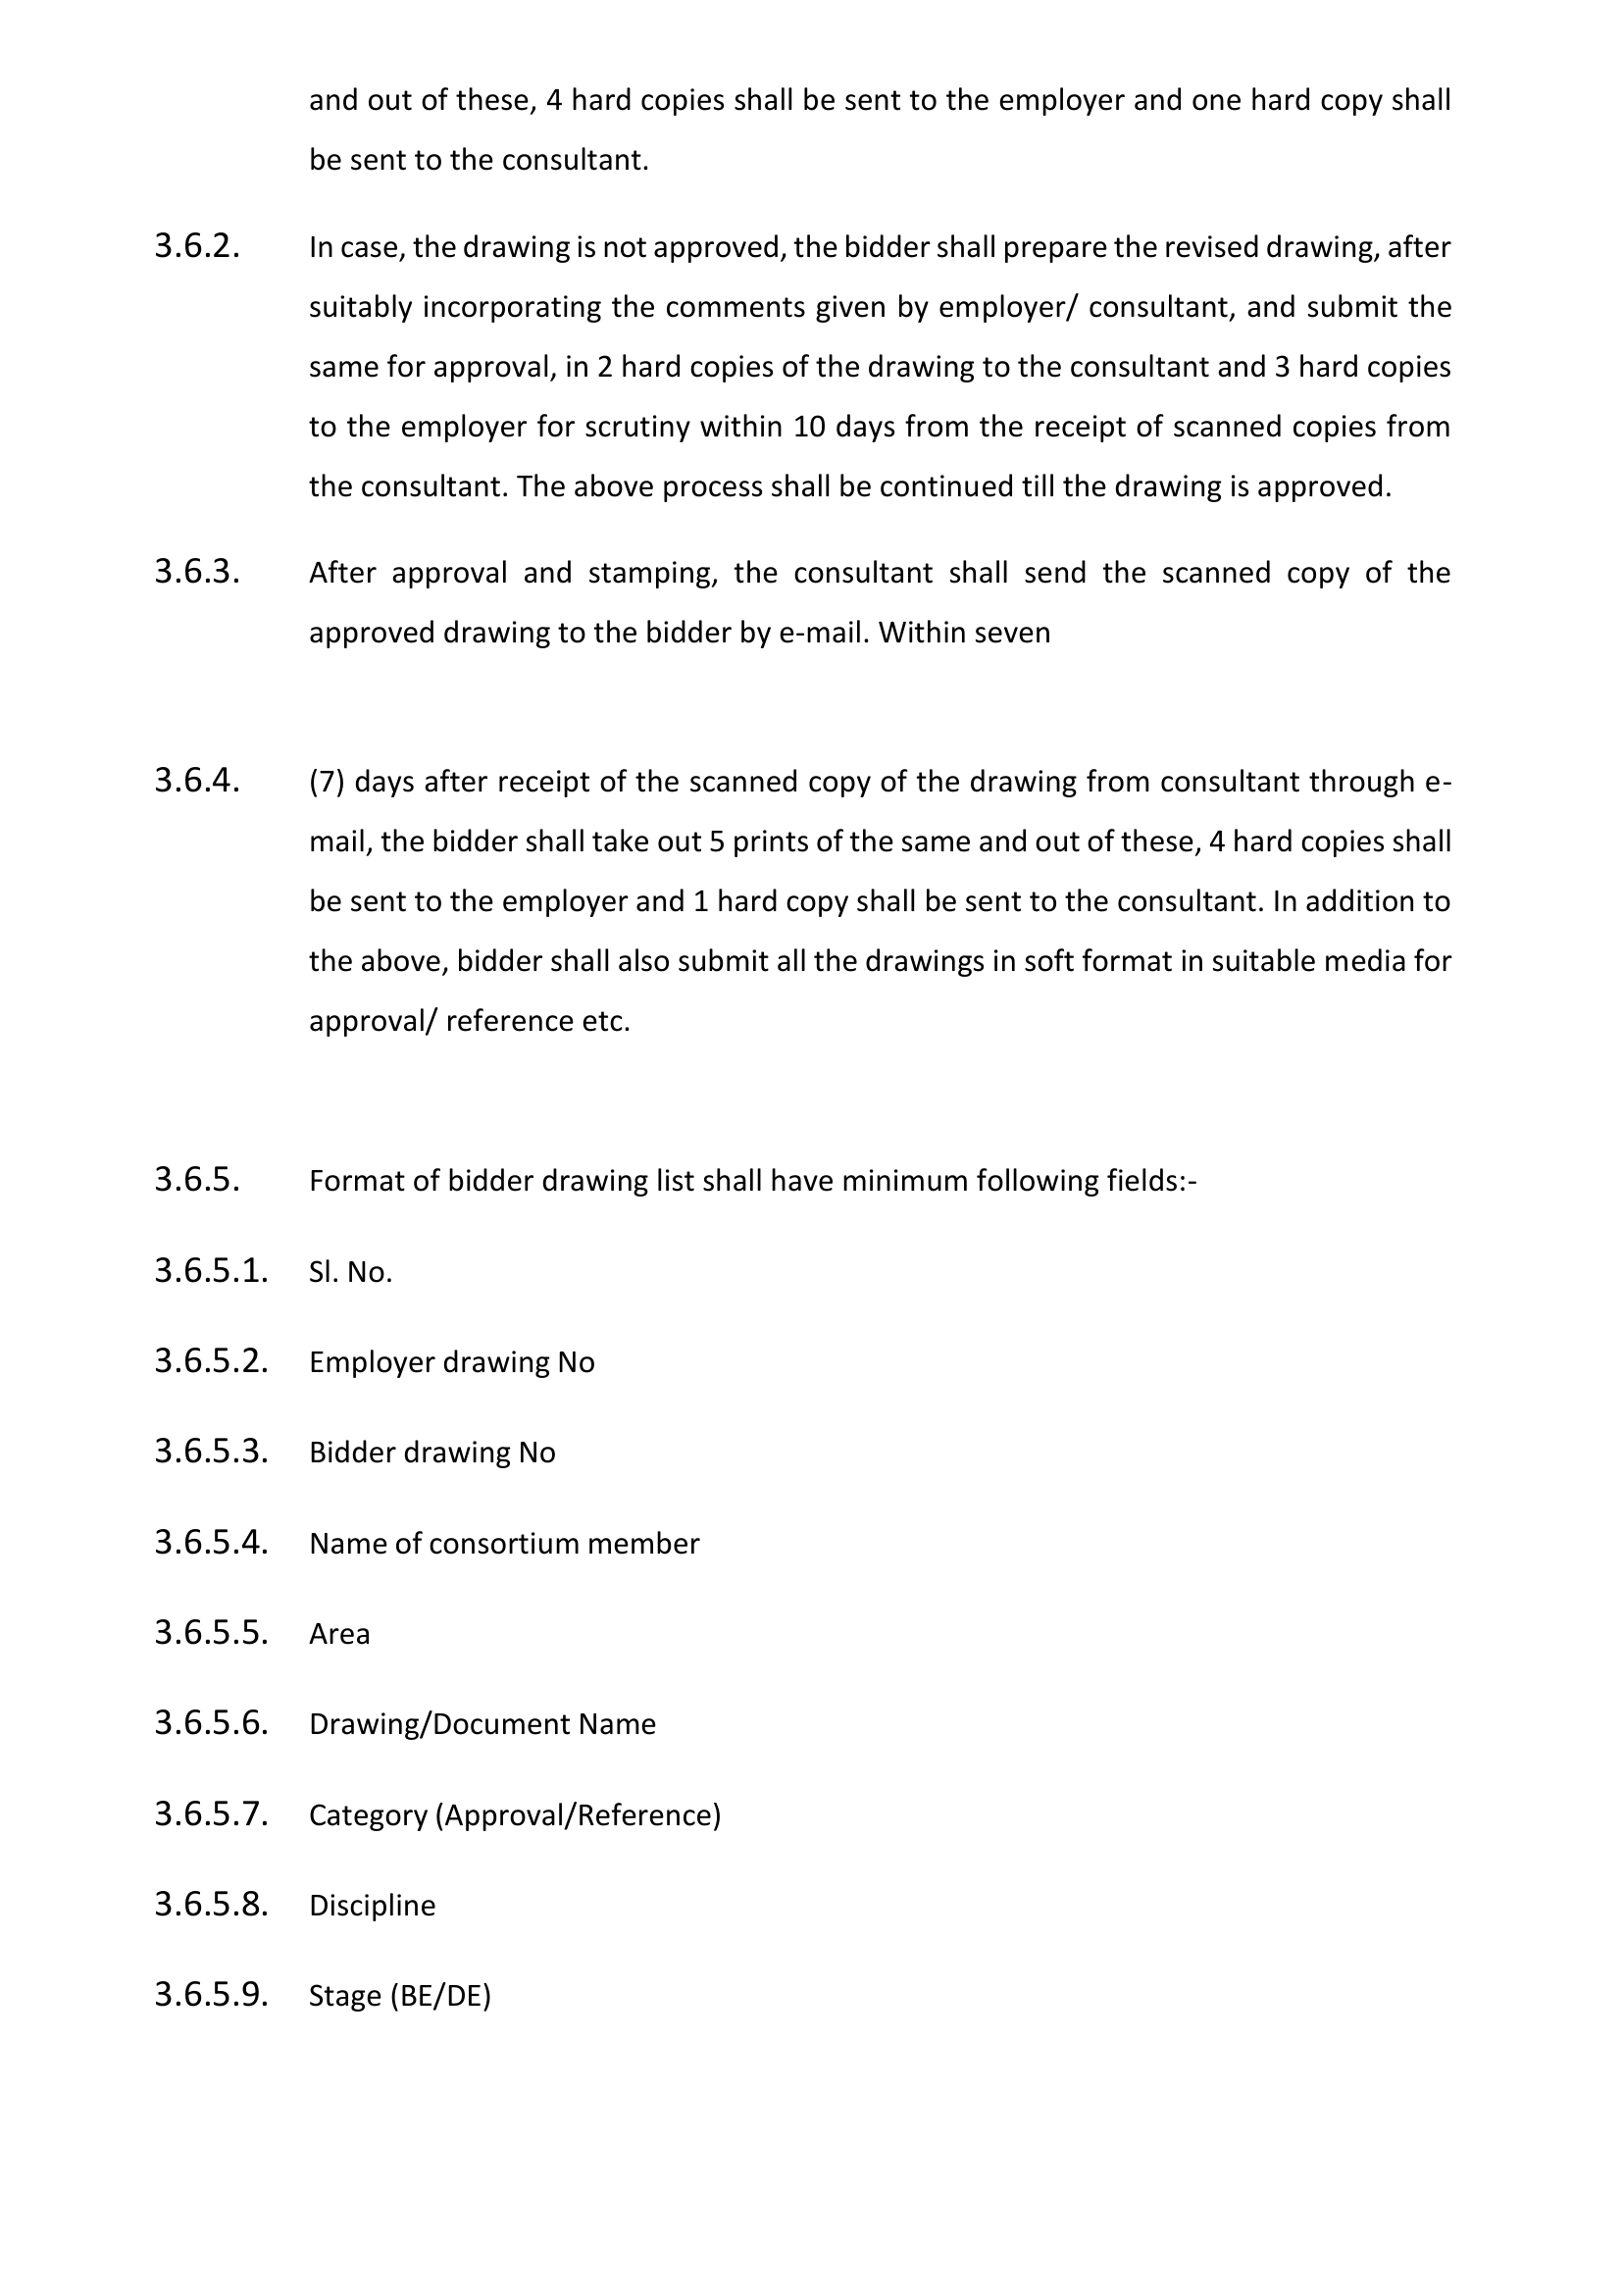 and out of these, 4 hard copies shall be sent to the employer and one hard copy shall
be sent to the consultant.
3.6.2. In case, the drawing is not approved, the bidder shall prepare the revised drawing, after
suitably incorporating the comments given by employer/ consultant, and submit the
same for approval, in 2 hard copies of the drawing to the consultant and 3 hard copies
to the employer for scrutiny within 10 days from the receipt of scanned copies from
the consultant. The above process shall be continued till the drawing is approved.
3.6.3. After approval and stamping, the consultant shall send the scanned copy of the
approved drawing to the bidder by e-mail. Within seven
3.6.4. (7) days after receipt of the scanned copy of the drawing from consultant through e-
mail, the bidder shall take out 5 prints of the same and out of these, 4 hard copies shall
be sent to the employer and 1 hard copy shall be sent to the consultant. In addition to
the above, bidder shall also submit all the drawings in soft format in suitable media for
approval/ reference etc.
3.6.5. Format of bidder drawing list shall have minimum following fields:-
3.6.5.1. Sl. No.
3.6.5.2. Employer drawing No
3.6.5.3. Bidder drawing No
3.6.5.4. Name of consortium member
3.6.5.5. Area
3.6.5.6. Drawing/Document Name
3.6.5.7. Category (Approval/Reference)
3.6.5.8. Discipline
3.6.5.9. Stage (BE/DE)